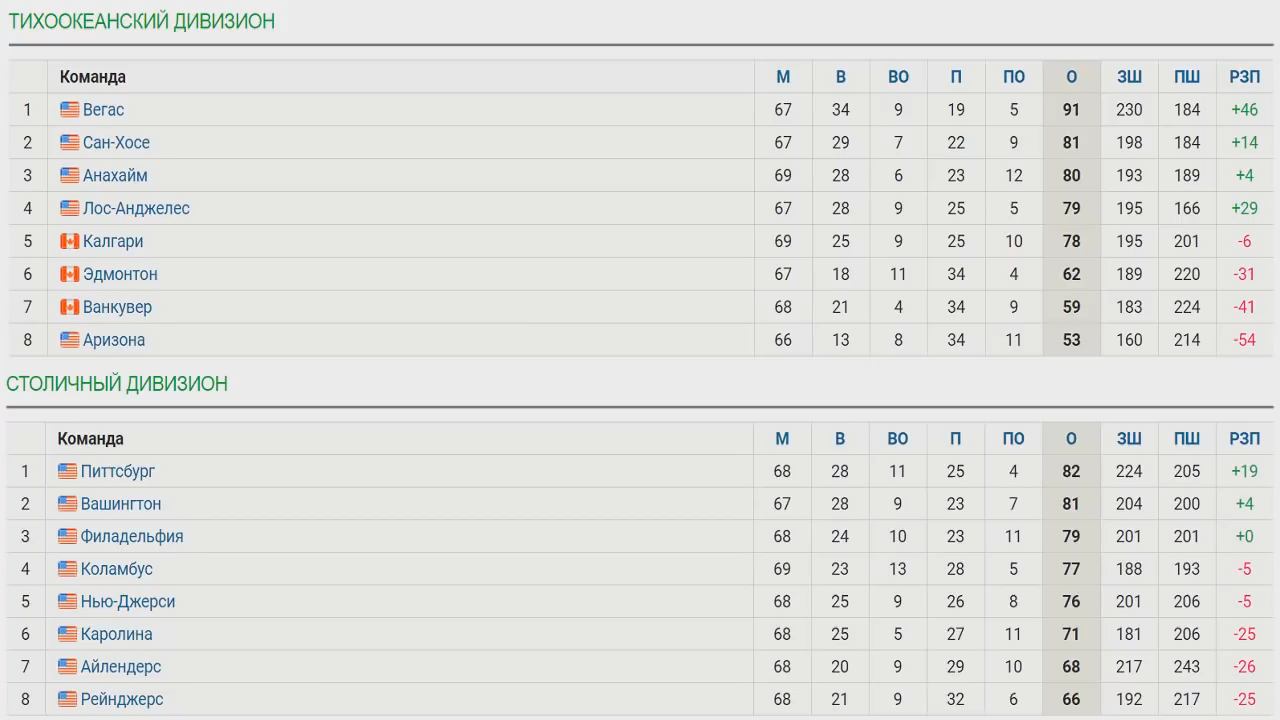 ТИХООКЕАНСКИЙ ДИВИЗИОН
Команда М В ВО П ПО О ЗШ ПШ РЗП
1 Вегас 67 34 9 19 5 91 230 184 +46
2 Сан-Хосе 67 29 7 22 9 81 198 184 +14
3 Анахайм 69 28 6 23 12 80 193 189 +4
4 Лос-Анджелес 67 28 9 25 5 79 195 166 +29
5 Калгари 69 25 9 25 10 78 195 201 -6
6 Эдмонтон 67 18 11 34 4 62 189 220 -31
7 Ванкувер 68 21 4 34 9 59 183 224 -41
8 Аризона 66 13 8 34 11 53 160 214 -54
СТОЛИЧНЫЙ ДИВИЗИОН
Команда М В ВО П ПО О ЗШ ПШ РЗП
1 Питтсбург 68 28 11 25 4 82 224 205 +19
2 Вашингтон 67 28 9 23 7 81 204 200 +4
3 Филадельфия 68 24 10 23 11 79 201 201 +0
4 Коламбус 69 23 13 28 5 77 188 193 -5
5 Нью-Джерси 68 25 9 26 8 76 201 206 -5
6 Каролина 68 25 5 27 11 71 181 206 -25
7 Айлендерс 68 20 9 29 10 68 217 243 -26
8 Рейнджерс 68 21 9 32 6 66 192 217 -25